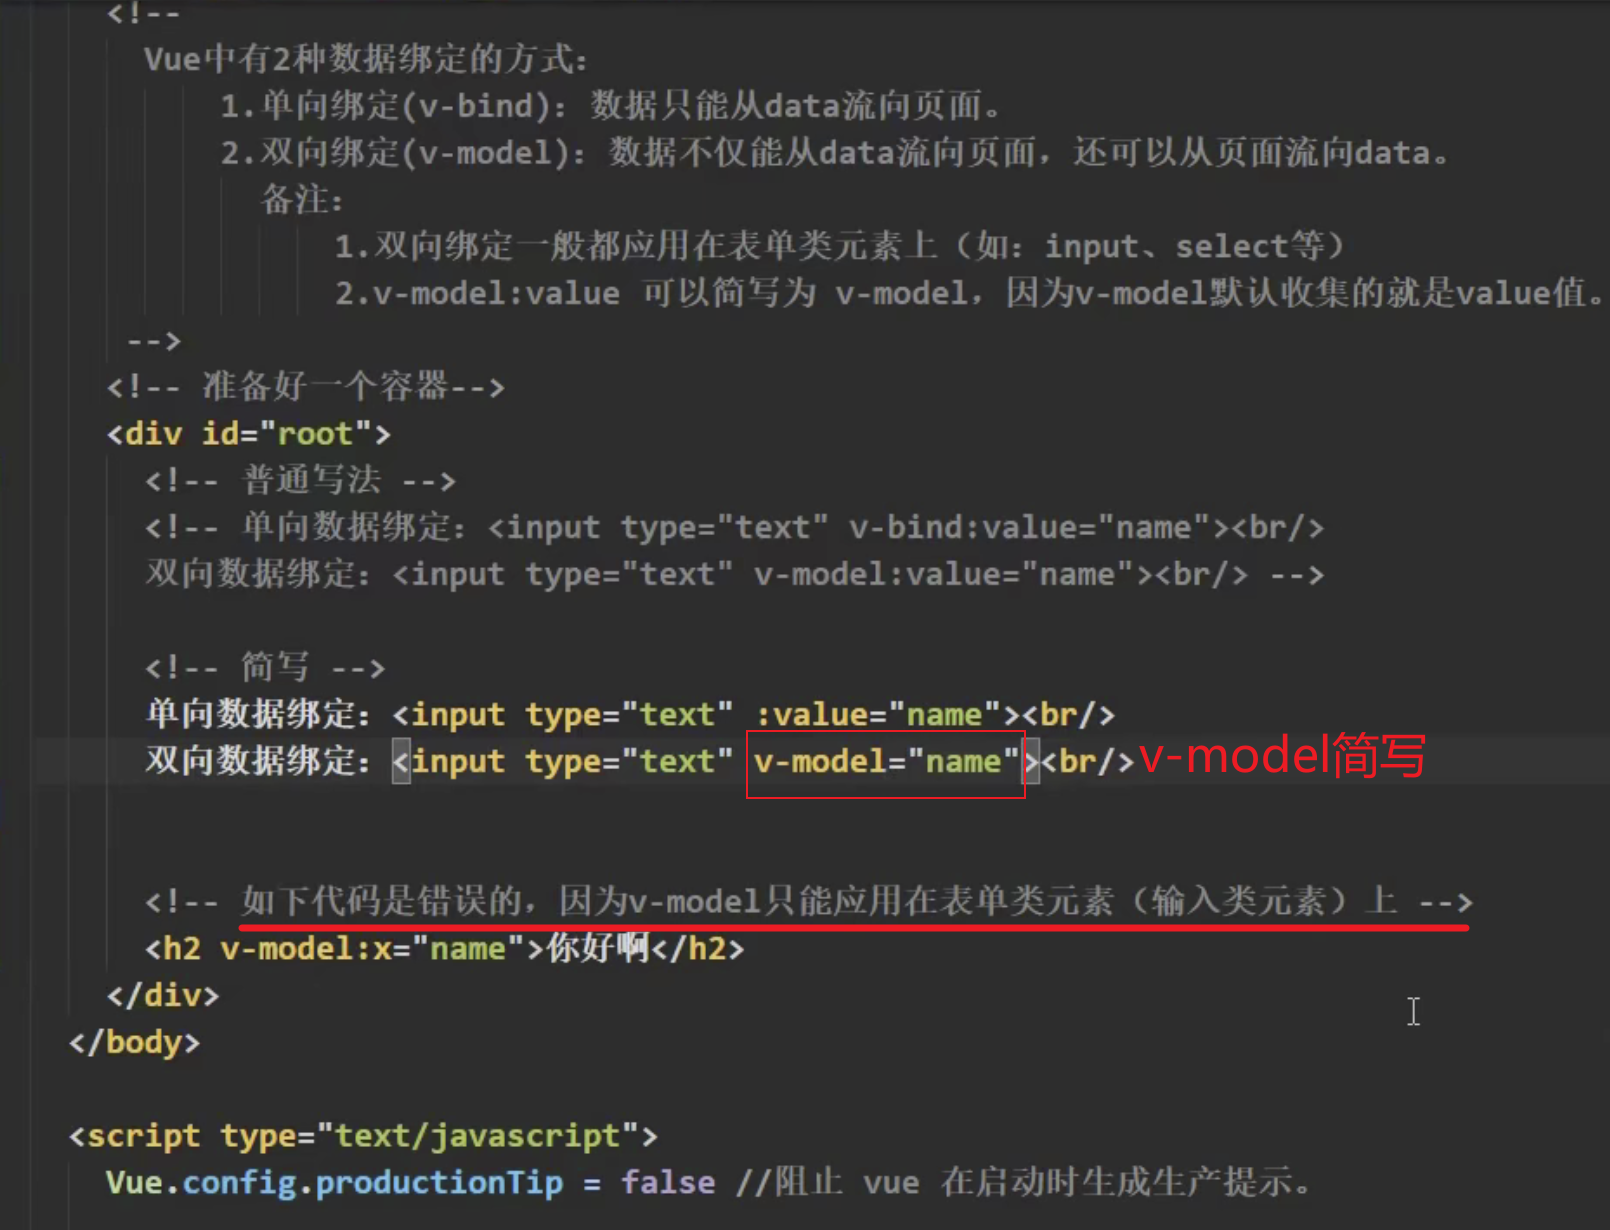 <!--
Vue中有2种数据绑定的方式：
1.单向绑定(v-bind)：数据只能从data流向页面。
2.双向绑定(v-model)：数据不仅能从data流向页面，还可以从页面流向data。
备注：
1.双向绑定一般都应用在表单类元素上（如：input、select等）
2.v-model:value 可以简写为 v-model，因为v-model默认收集的就是value值。
-->
<!-- 准备好一个容器-->
<div id="root">
<!-- 普通写法 -->
<!-- 单向数据绑定：<input type="text" v-bind:value="name"><br/>
双向数据绑定：<input type="text" v-model:value="name"><br/> -->
<!-- 简写 -->
单向数据绑定：<input type="text" :value="name"><br/>
双向数据绑定：<input type="text" v-model="name"><br/> v-model简写
<!-- 如下代码是错误的，因为v-model只能应用在表单类元素（输入类元素）上 -->
<h2 v-model:x="name">你好啊</h2>
</div>
</body>
<script type="text/javascript">
Vue.config.productionTip = false //阻止 vue 在启动时生成生产提示。